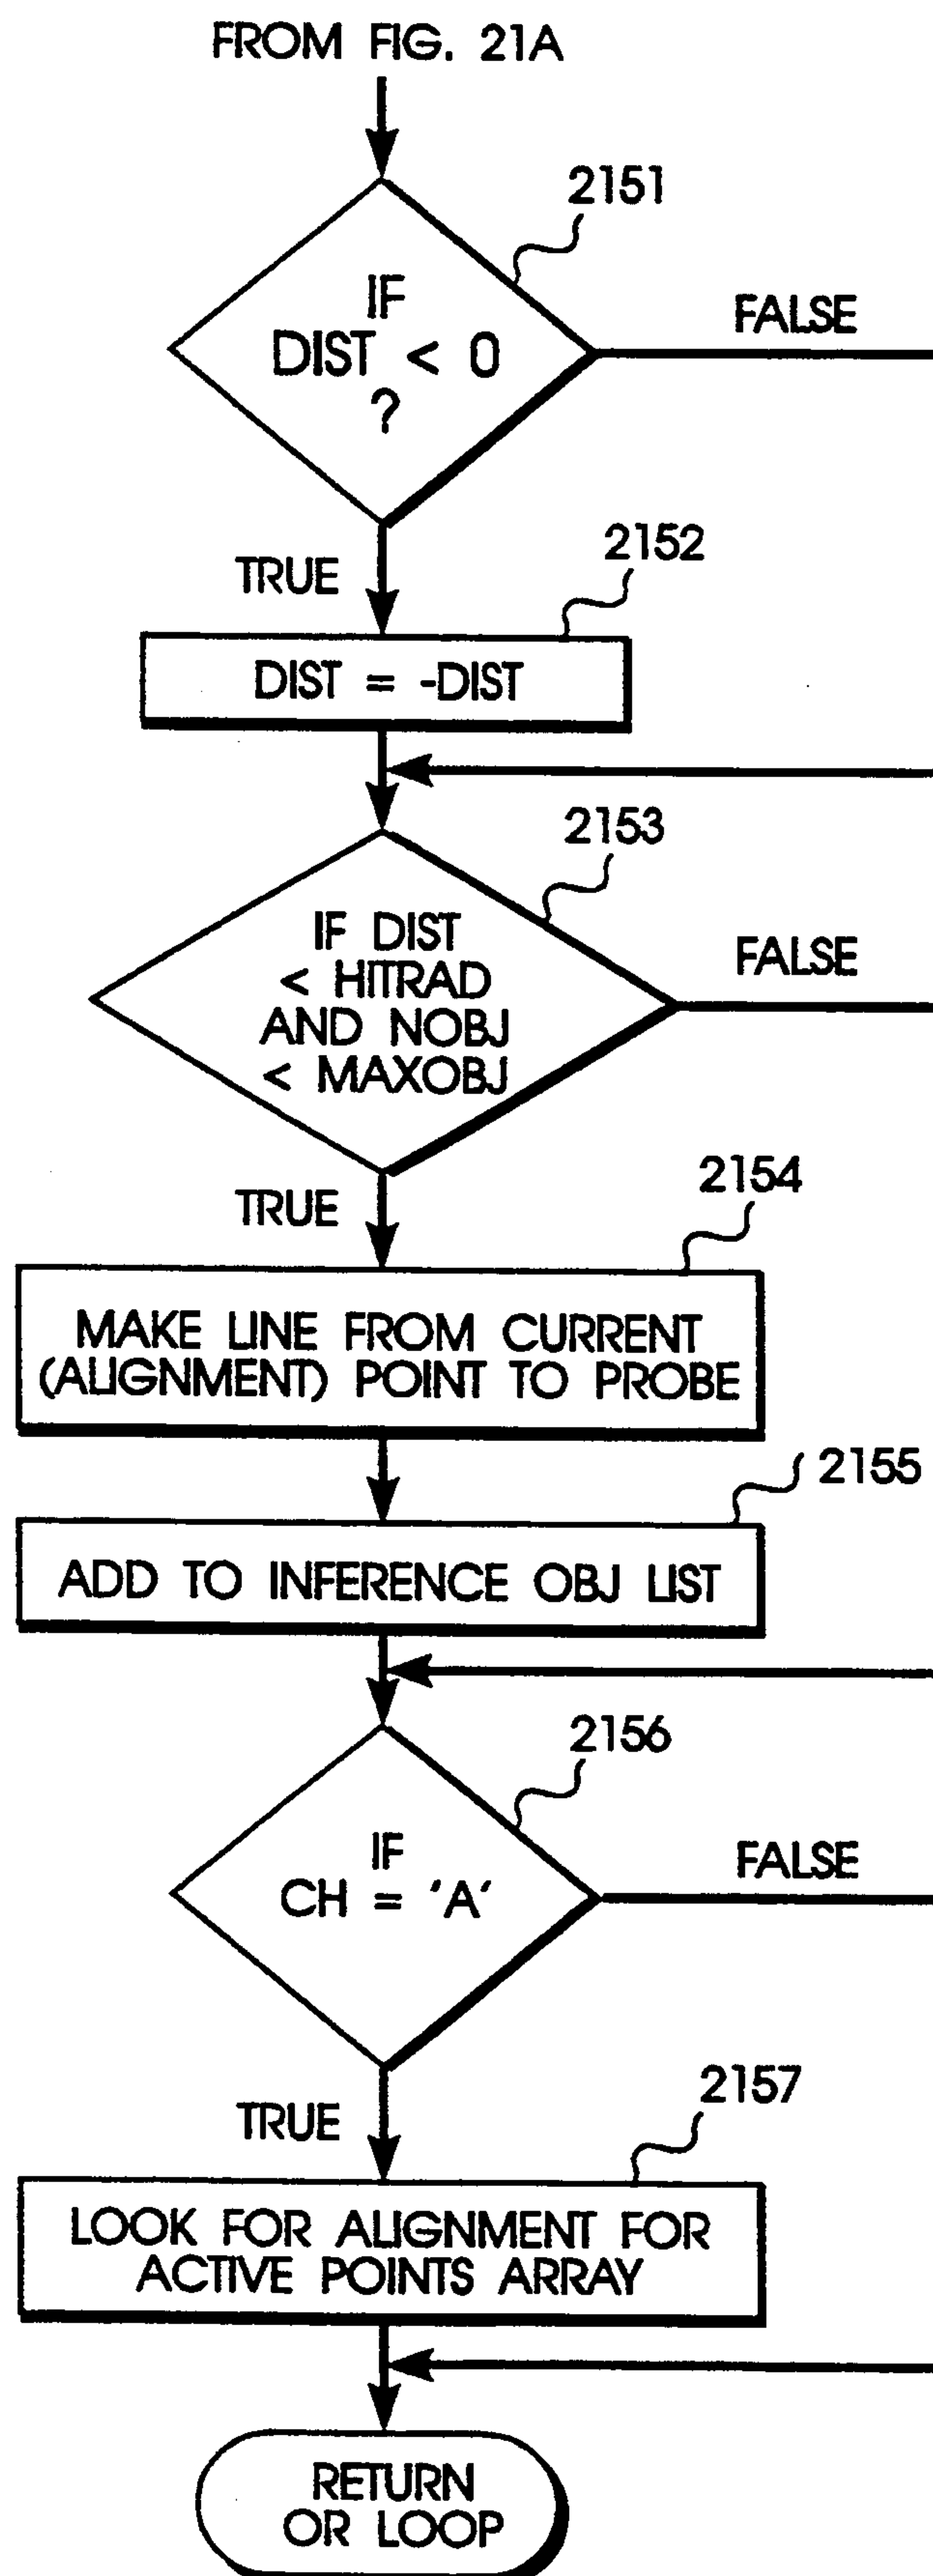 FROM FIG. 21A
2151
IF
DIST < 0
?
FALSE
TRUE
2152
DIST = -DIST
2153
IF DIST
< HITRAD
AND NOBJ
< MAXOBJ
FALSE
TRUE
2154
MAKE LINE FROM CURRENT
(ALIGNMENT) POINT TO PROBE
2155
ADD TO INFERENCE OBJ LIST
2156
IF
CH = 'A'
FALSE
TRUE
2157
LOOK FOR ALIGNMENT FOR
ACTIVE POINTS ARRAY
RETURN
OR LOOP